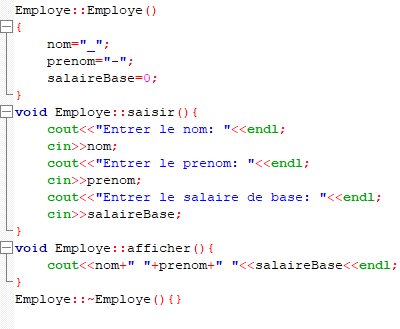 Employe::Employe()
{
    nom="_";
    prenom="-";
    salaireBase=0;
}
void Employe::saisir(){
    cout<<"Entrer le nom: "<<endl;
    cin>>nom;
    cout<<"Entrer le prenom: "<<endl;
    cin>>prenom;
    cout<<"Entrer le salaire de base: "<<endl;
    cin>>salaireBase;
}
void Employe::afficher(){
    cout<<nom+" "+prenom+" "<<salaireBase<<endl;
}
Employe::~Employe(){}